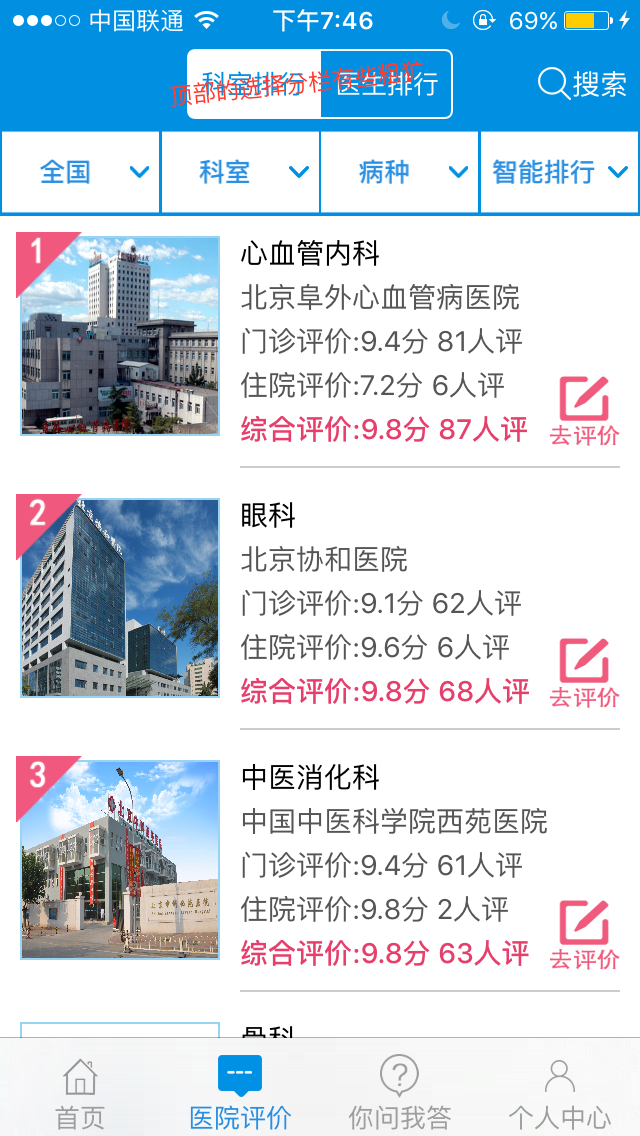 中国联通 下午7:46 69%
科室排行 医生排行 搜索
顶部的选择分栏有些粗犷
全国 科室 病种 智能排行
1
心血管内科
北京阜外心血管病医院
门诊评价:9.4分 81人评
住院评价:7.2分 6人评
综合评价:9.8分 87人评
去评价
2
眼科
北京协和医院
门诊评价:9.1分 62人评
住院评价:9.6分 6人评
综合评价:9.8分 68人评
去评价
3
中医消化科
中国中医科学院西苑医院
门诊评价:9.4分 61人评
住院评价:9.8分 2人评
综合评价:9.8分 63人评
去评价
骨科
首页 医院评价 你问我答 个人中心